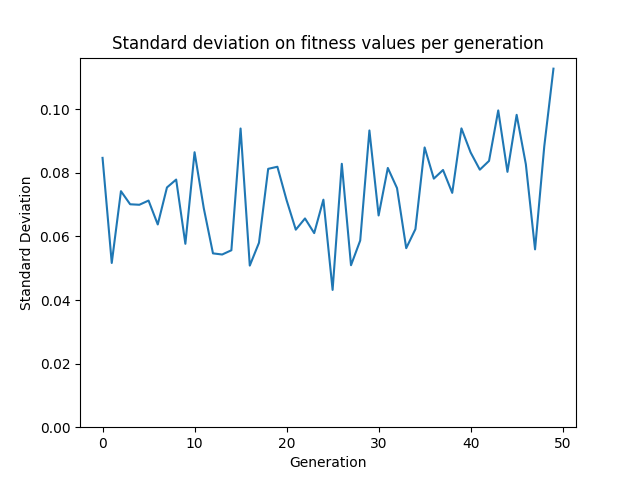 Standard deviation on fitness values per generation
Standard Deviation
0.10
0.08
0.06
0.04
0.02
0.00
0 10 20 30 40 50
Generation